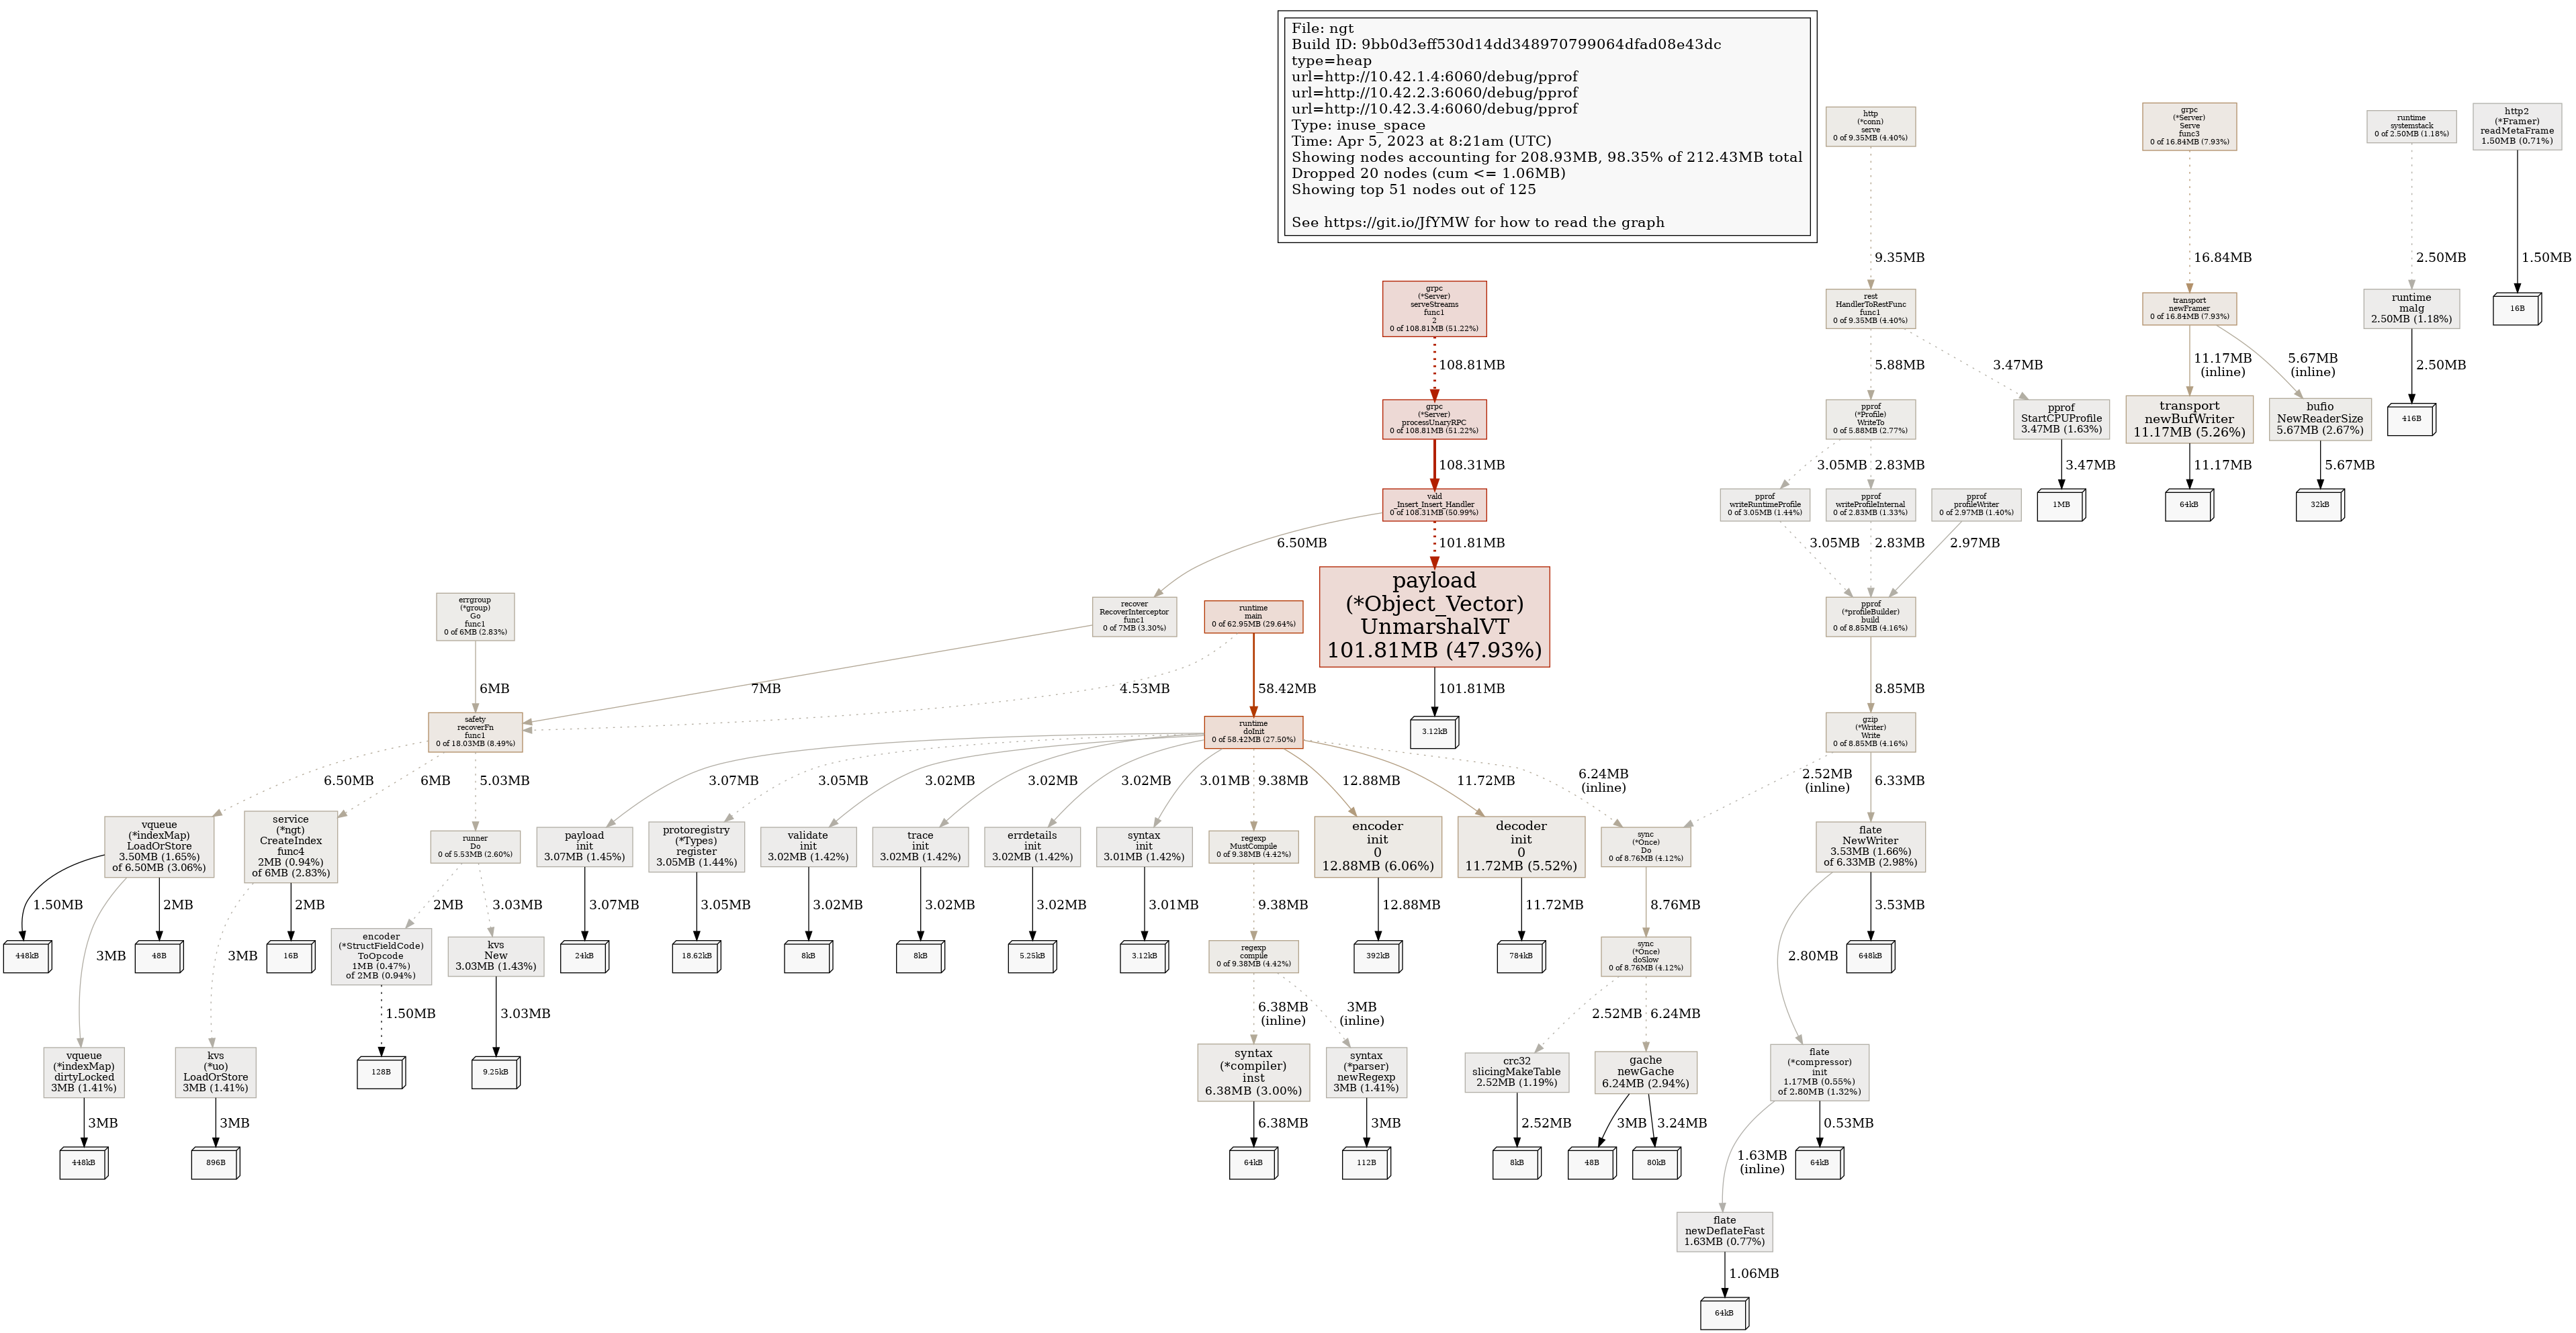 File: ngt
Build ID: 9bb0d3eff530d14dd348970799064dfad08e43dc
type=heap
url=http://10.42.1.4:6060/debug/pprof
url=http://10.42.2.3:6060/debug/pprof
url=http://10.42.3.4:6060/debug/pprof
Type: inuse_space
Time: Apr 5, 2023 at 8:21am (UTC)
Showing nodes accounting for 208.93MB, 98.35% of 212.43MB total
Dropped 20 nodes (cum <= 1.06MB)
Showing top 51 nodes out of 125
See https://git.io/JfYMW for how to read the graph
http
(*conn)
serve
0 of 9.35MB (4.40%)
grpc
(*Server)
Serve
func3
0 of 16.84MB (7.93%)
runtime
systemstack
0 of 2.50MB (1.18%)
http2
(*Framer)
readMetaFrame
1.50MB (0.71%)
9.35MB
16.84MB
2.50MB
1.50MB
grpc
(*Server)
serveStreams
func1
2
0 of 108.81MB (51.22%)
rest
HandlerToRestFunc
func1
0 of 9.35MB (4.40%)
transport
newFramer
0 of 16.84MB (7.93%)
runtime
malg
2.50MB (1.18%)
16B
108.81MB
5.88MB
3.47MB
11.17MB
(inline)
5.67MB
(inline)
2.50MB
grpc
(*Server)
processUnaryRPC
0 of 108.81MB (51.22%)
pprof
(*Profile)
WriteTo
0 of 5.88MB (2.77%)
pprof
StartCPUProfile
3.47MB (1.63%)
transport
newBufWriter
11.17MB (5.26%)
bufio
NewReaderSize
5.67MB (2.67%)
416B
108.31MB
3.05MB
2.83MB
3.47MB
11.17MB
5.67MB
vald
_Insert_Insert_Handler
0 of 108.31MB (50.99%)
pprof
writeRuntimeProfile
0 of 3.05MB (1.44%)
pprof
writeProfileInternal
0 of 2.83MB (1.33%)
pprof
profileWriter
0 of 2.97MB (1.40%)
1MB
64kB
32kB
6.50MB
101.81MB
3.05MB
2.83MB
2.97MB
errgroup
(*group)
Go
func1
0 of 6MB (2.83%)
recover
RecoverInterceptor
func1
0 of 7MB (3.30%)
runtime
main
0 of 62.95MB (29.64%)
payload
(*Object_Vector)
UnmarshalVT
101.81MB (47.93%)
pprof
(*profileBuilder)
build
0 of 8.85MB (4.16%)
6MB
7MB
4.53MB
58.42MB
101.81MB
8.85MB
safety
recoverFn
func1
0 of 18.03MB (8.49%)
runtime
doInit
0 of 58.42MB (27.50%)
3.12kB
gzip
(*Writer)
Write
0 of 8.85MB (4.16%)
6.50MB
6MB
5.03MB
3.07MB
3.05MB
3.02MB
3.02MB
3.02MB
3.01MB
9.38MB
12.88MB
11.72MB
6.24MB
(inline)
2.52MB
(inline)
6.33MB
vqueue
(*indexMap)
LoadOrStore
3.50MB (1.65%)
of 6.50MB (3.06%)
service
(*ngt)
CreateIndex
func4
2MB (0.94%)
of 6MB (2.83%)
runner
Do
0 of 5.53MB (2.60%)
payload
init
3.07MB (1.45%)
protoregistry
(*Types)
register
3.05MB (1.44%)
validate
init
3.02MB (1.42%)
trace
init
3.02MB (1.42%)
errdetails
init
3.02MB (1.42%)
syntax
init
3.01MB (1.42%)
regexp
MustCompile
0 of 9.38MB (4.42%)
encoder
init
0
12.88MB (6.06%)
decoder
init
0
11.72MB (5.52%)
sync
(*Once)
Do
0 of 8.76MB (4.12%)
flate
NewWriter
3.53MB (1.66%)
of 6.33MB (2.98%)
1.50MB
3MB
2MB
3MB
2MB
2MB
3.03MB
3.07MB
3.05MB
3.02MB
3.02MB
3.02MB
3.01MB
9.38MB
12.88MB
11.72MB
8.76MB
2.80MB
3.53MB
448kB
48B
16B
encoder
(*StructFieldCode)
ToOpcode
1MB (0.47%)
of 2MB (0.94%)
kvs
New
3.03MB (1.43%)
24kB
18.62kB
8kB
8kB
5.25kB
3.12kB
regexp
compile
0 of 9.38MB (4.42%)
392kB
784kB
sync
(*Once)
doSlow
0 of 8.76MB (4.12%)
648kB
1.50MB
3.03MB
6.38MB
(inline)
3MB
(inline)
2.52MB
6.24MB
vqueue
(*indexMap)
dirtyLocked
3MB (1.41%)
kvs
(*uo)
LoadOrStore
3MB (1.41%)
128B
9.25kB
syntax
(*compiler)
inst
6.38MB (3.00%)
syntax
(*parser)
newRegexp
3MB (1.41%)
crc32
slicingMakeTable
2.52MB (1.19%)
gache
newGache
6.24MB (2.94%)
flate
(*compressor)
init
1.17MB (0.55%)
of 2.80MB (1.32%)
3MB
3MB
6.38MB
3MB
2.52MB
3MB
3.24MB
1.63MB
(inline)
0.53MB
448kB
896B
64kB
112B
8kB
48B
80kB
64kB
flate
newDeflateFast
1.63MB (0.77%)
1.06MB
64kB